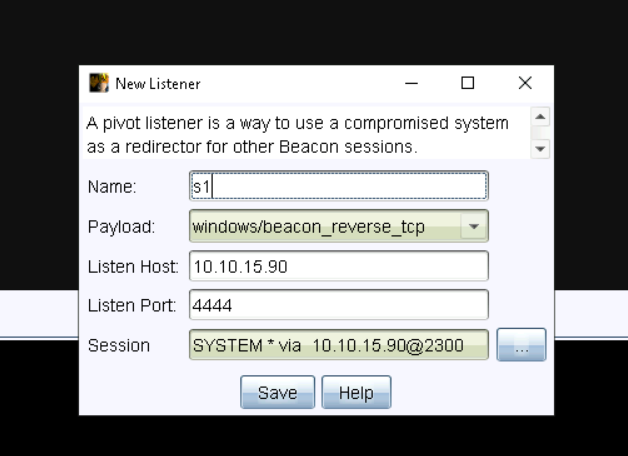 New Listener
A pivot listener is a way to use a compromised system
as a redirector for other Beacon sessions.
Name: s1
Payload: windows/beacon_reverse_tcp
Listen Host: 10.10.15.90
Listen Port: 4444
Session SYSTEM * via 10.10.15.90@2300 ...
Save Help